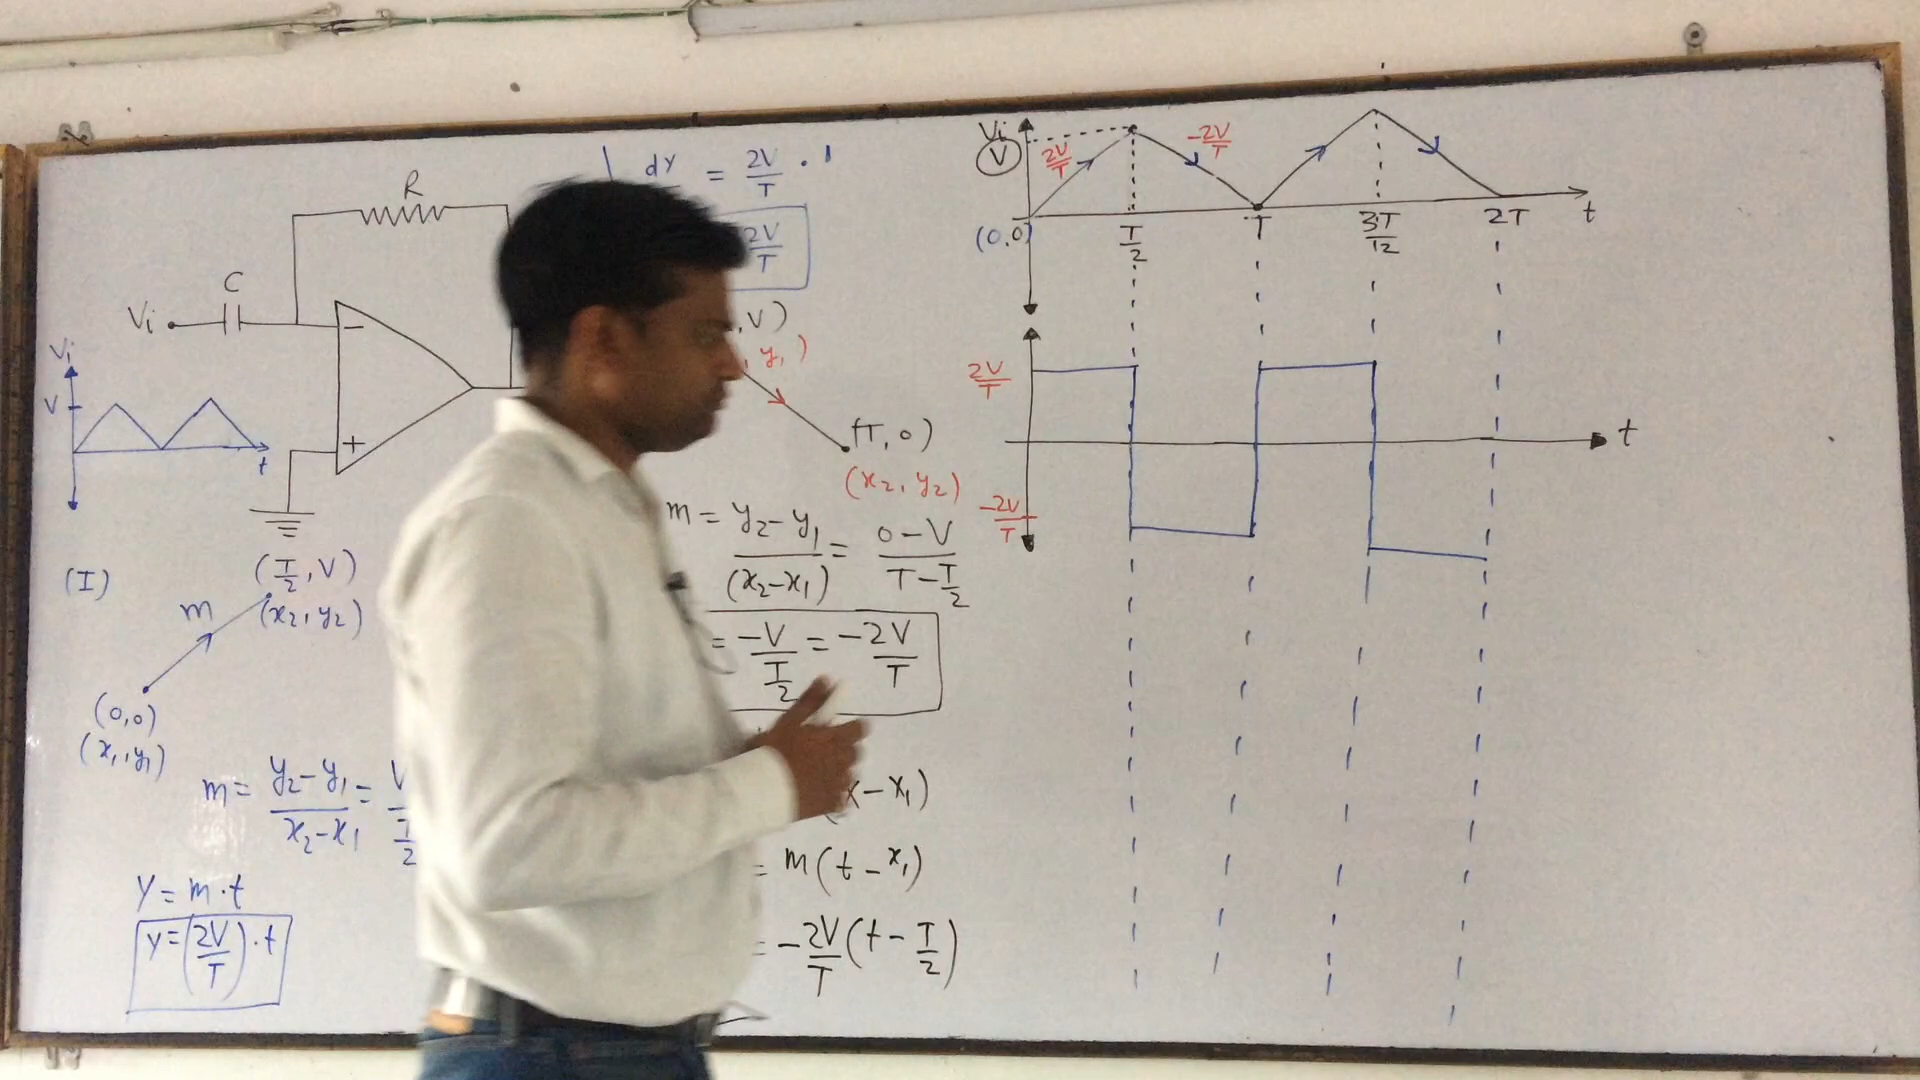 R
C
Vi
−
+
Vi
V
t
(I)
(T/2, V)
(x2, y2)
m
(0,0)
(x1, y1)
m = y2−y1 / x2−x1 =
y = m·t
y = (2V/T)·t
dy = 2V/T · 1
2V/T
, V)
, y1 )
(T, 0)
(x2, y2)
m = y2−y1 / (x2−x1) = 0−V / T−T/2
= −V / T/2 = −2V/T
x−x1)
= m(t−x1)
= −2V/T (t − T/2)
Vi
V
2V/T
−2V/T
(0,0)
T/2
T
3T/12
2T
t
2V/T
−2V/T
t